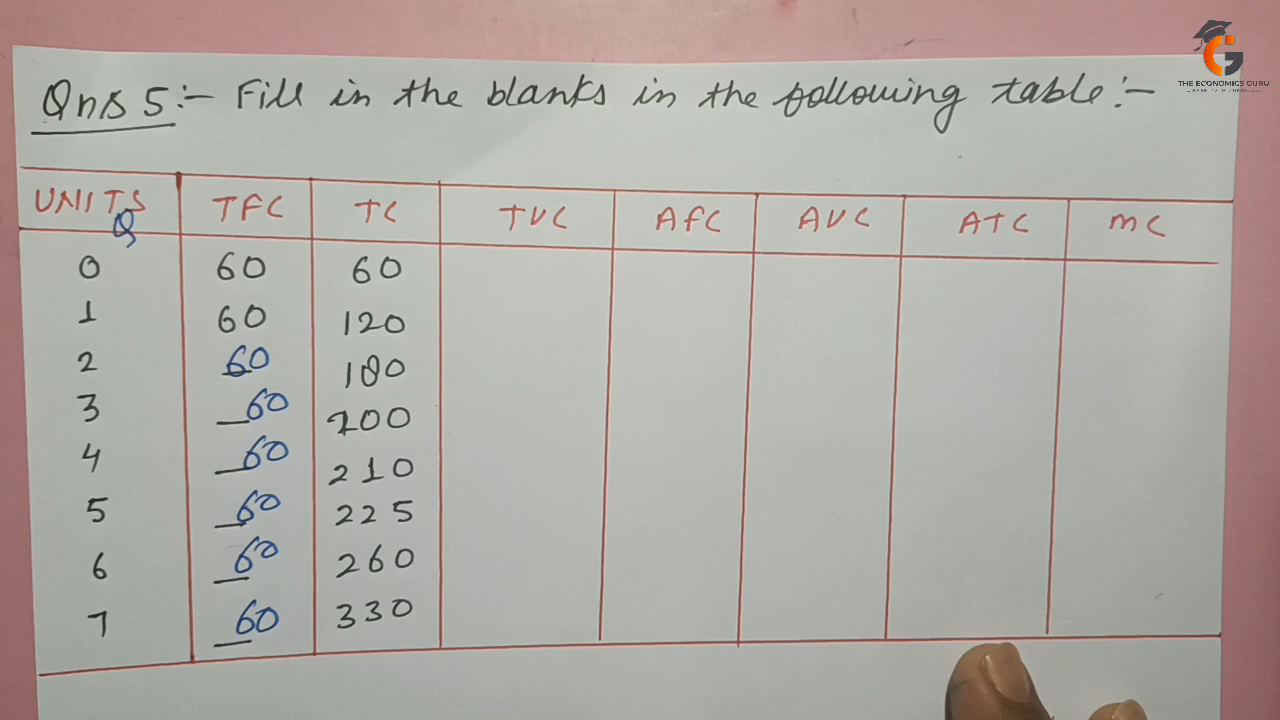 Qns 5:- Fill in the blanks in the following table:-
THE ECONOMICS GURU
UNITS Q TFC TC TVC AFC AVC ATC MC
0 60 60
1 60 120
2 60 180
3 60 200
4 60 210
5 60 225
6 60 260
7 60 330